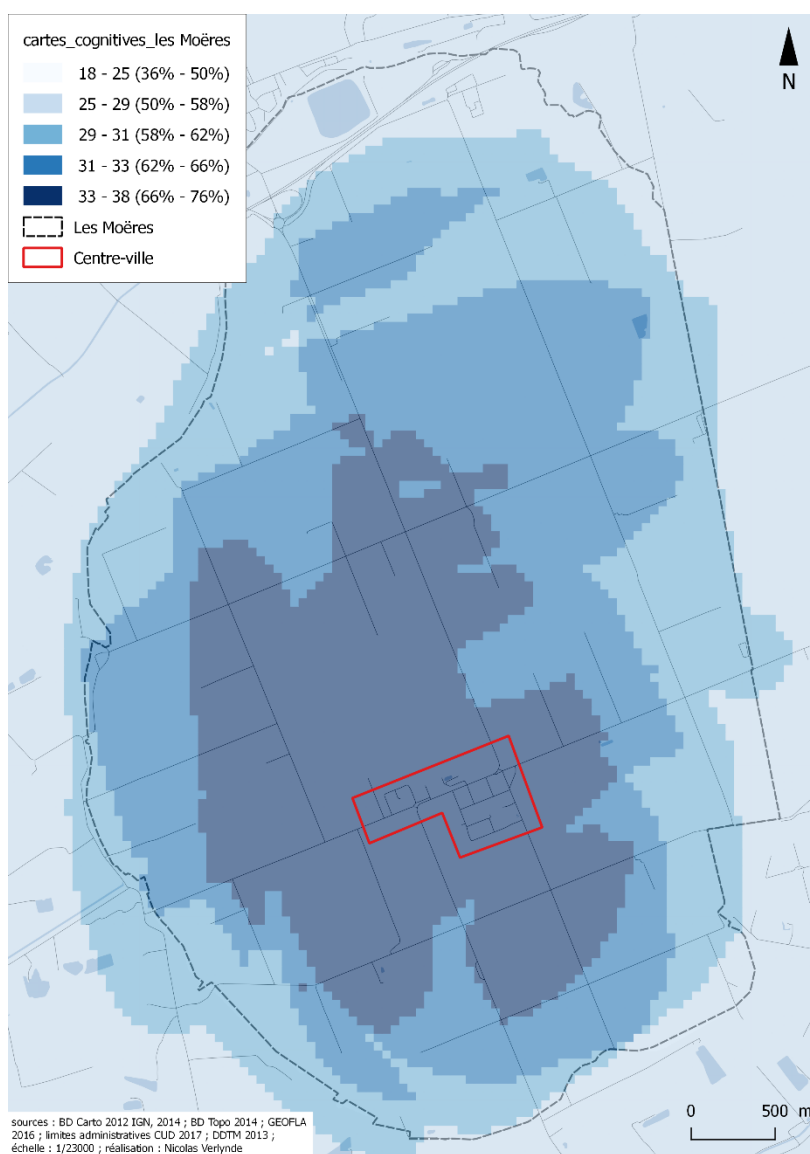 cartes_cognitives_les Moëres
18 - 25 (36% - 50%)
25 - 29 (50% - 58%)
29 - 31 (58% - 62%)
31 - 33 (62% - 66%)
33 - 38 (66% - 76%)
Les Moëres
Centre-ville
N
0 500 m
sources : BD Carto 2012 IGN, 2014 ; BD Topo 2014 ; GEOFLA
2016 ; limites administratives CUD 2017 ; DDTM 2013 ;
échelle : 1/23000 ; réalisation : Nicolas Verlynde